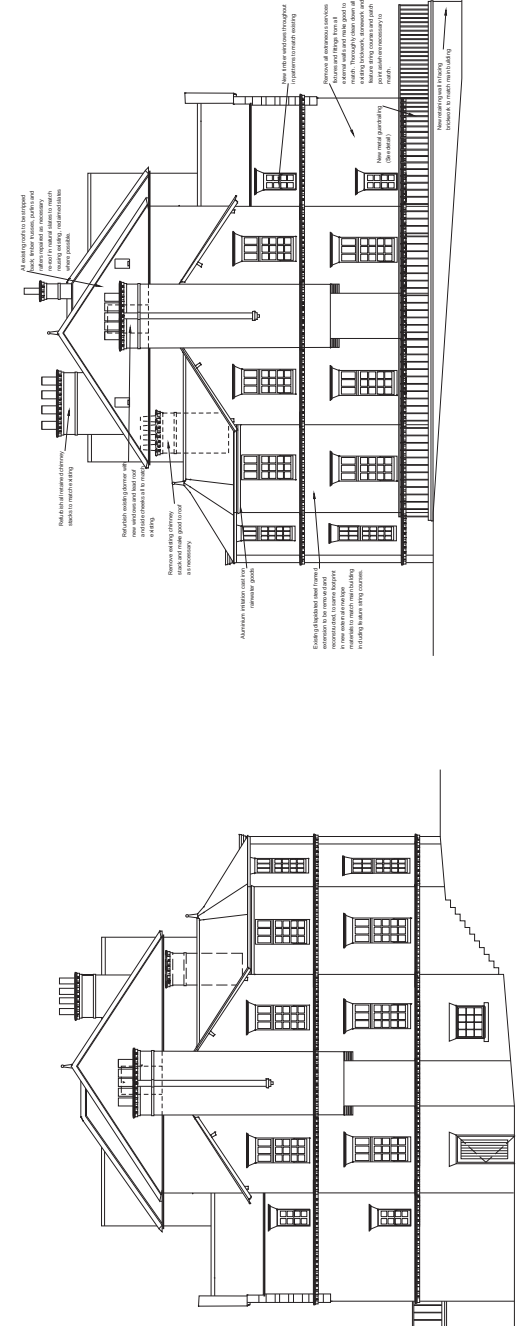 All existing roofs to be stripped
back, timber trusses, purlins and
rafters repaired as necessary
re-roof in natural slates to match
reusing existing, reclaimed slates
where possible.
Refurbish all retained chimney
stacks to match existing
Refurbish existing dormer with
new windows and lead roof
and side cheeks all to match
existing.
Remove existing chimney
stack and make good to roof
as necessary
Aluminium imitation cast iron
rainwater goods
Existing dilapidated steel framed
extension to be removed and
reconstructed, to same footprint
in new external envelope
materials to match main building
including feature string courses.
New timber windows throughout
in patterns to match existing
Remove all extraneous services
fixtures and fittings from all
external walls and make good to
match. Thoroughly clean down all
existing brickwork, stonework and
feature string courses and patch
point as/where necessary to
match.
New metal guardrailing
(See detail)
New retaining wall in facing
brickwork to match main building